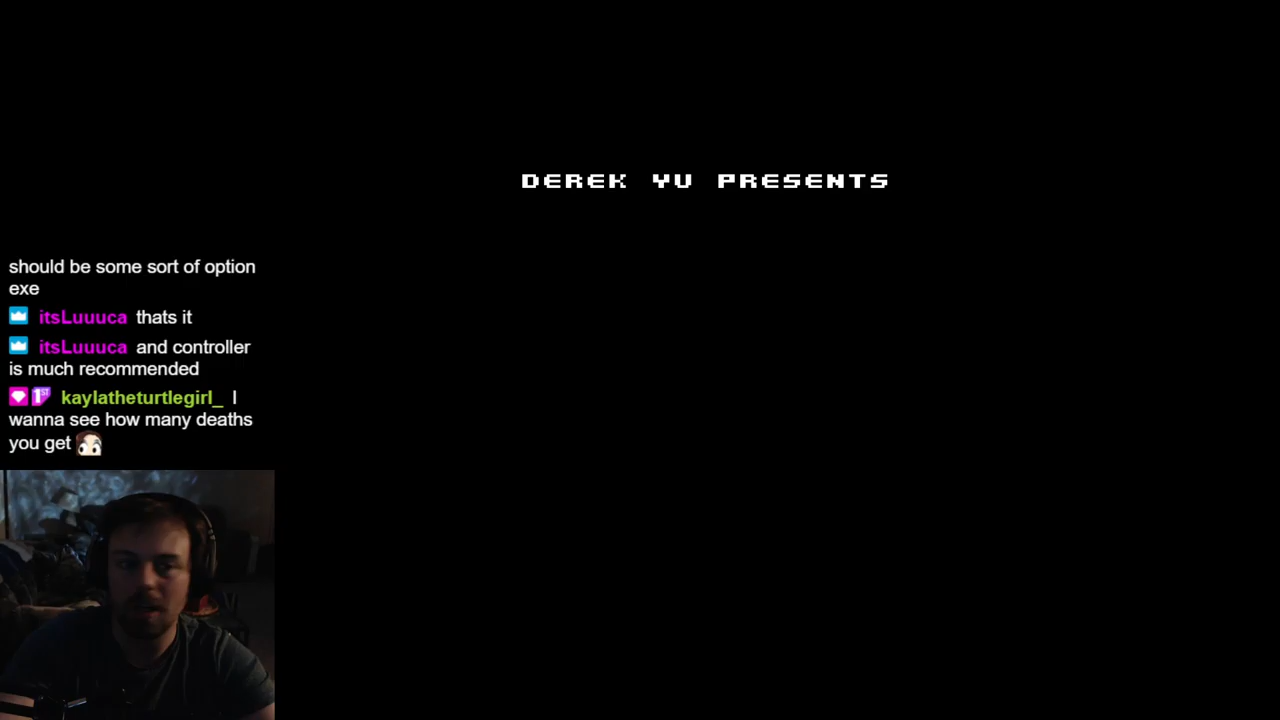 DEREK YU PRESENTS
should be some sort of option
exe
itsLuuuca thats it
itsLuuuca and controller
is much recommended
1ST kaylatheturtlegirl_ I
wanna see how many deaths
you get